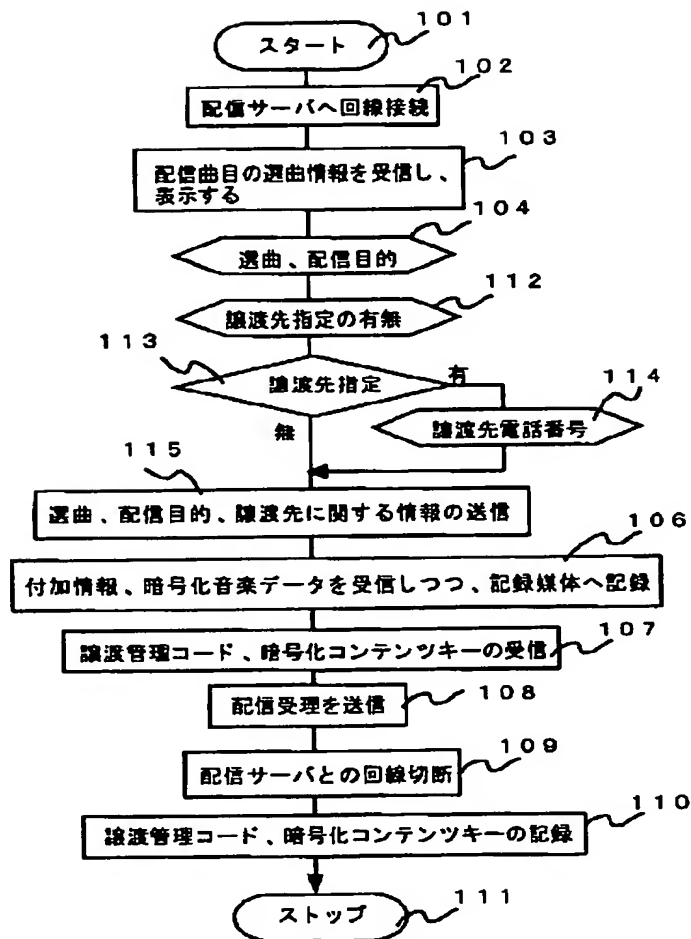 101
スタート
102
配信サーバへ回線接続
103
配信曲目の選曲情報を受信し、
表示する
104
選曲、配信目的
112
譲渡先指定の有無
113
譲渡先指定
有
114
無
譲渡先電話番号
115
選曲、配信目的、譲渡先に関する情報の送信
106
付加情報、暗号化音楽データを受信しつつ、記録媒体へ記録
107
譲渡管理コード、暗号化コンテンツキーの受信
108
配信受理を送信
109
配信サーバとの回線切断
110
譲渡管理コード、暗号化コンテンツキーの記録
111
ストップ